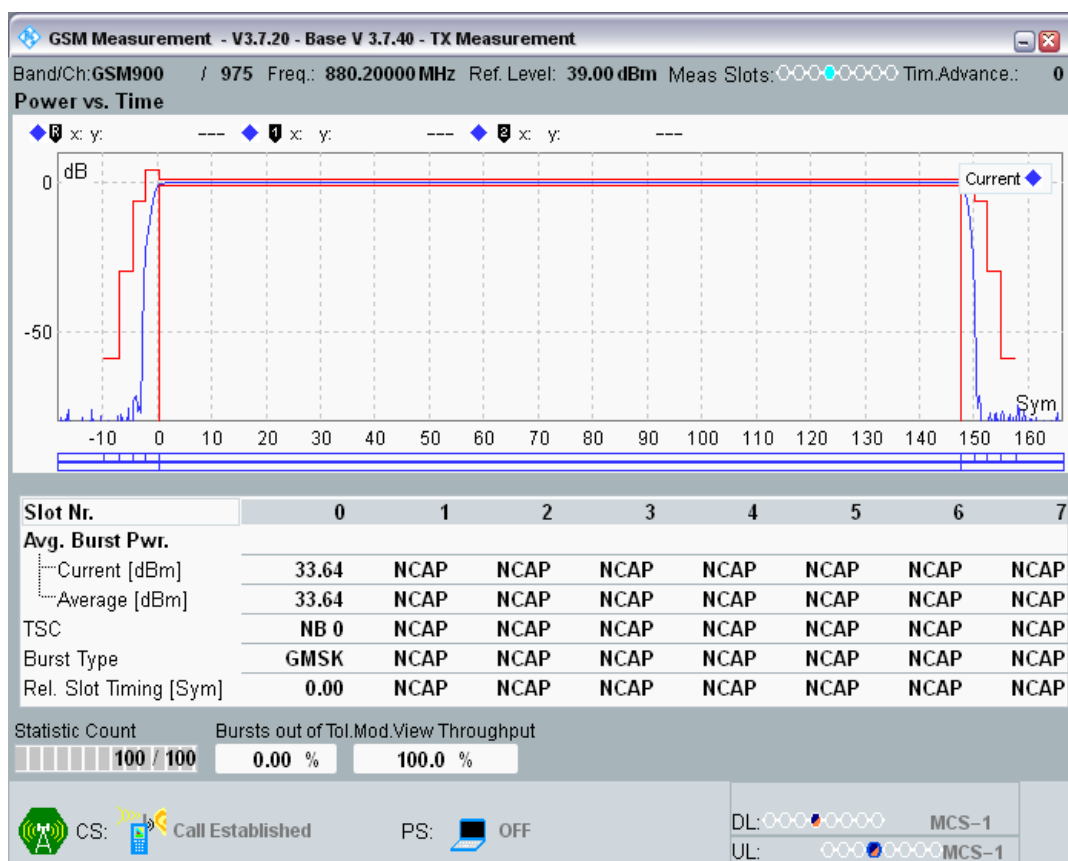 GSM Measurement - V3.7.20 - Base V 3.7.40 - TX Measurement
Band/Ch:GSM900 / 975 Freq.: 880.20000 MHz Ref. Level: 39.00 dBm Meas Slots: Tim.Advance.: 0
Power vs. Time
R x: y: --- 1 x: y: --- 2 x: y: ---
dB
Current
0
-50
Sym
-10 0 10 20 30 40 50 60 70 80 90 100 110 120 130 140 150 160
Slot Nr. 0 1 2 3 4 5 6 7
Avg. Burst Pwr.
Current [dBm] 33.64 NCAP NCAP NCAP NCAP NCAP NCAP NCAP
Average [dBm] 33.64 NCAP NCAP NCAP NCAP NCAP NCAP NCAP
TSC NB 0 NCAP NCAP NCAP NCAP NCAP NCAP NCAP
Burst Type GMSK NCAP NCAP NCAP NCAP NCAP NCAP NCAP
Rel. Slot Timing [Sym] 0.00 NCAP NCAP NCAP NCAP NCAP NCAP NCAP
Statistic Count Bursts out of Tol. Mod.View Throughput
100 / 100 0.00 % 100.0 %
CS: Call Established PS: OFF
DL: MCS-1
UL: MCS-1